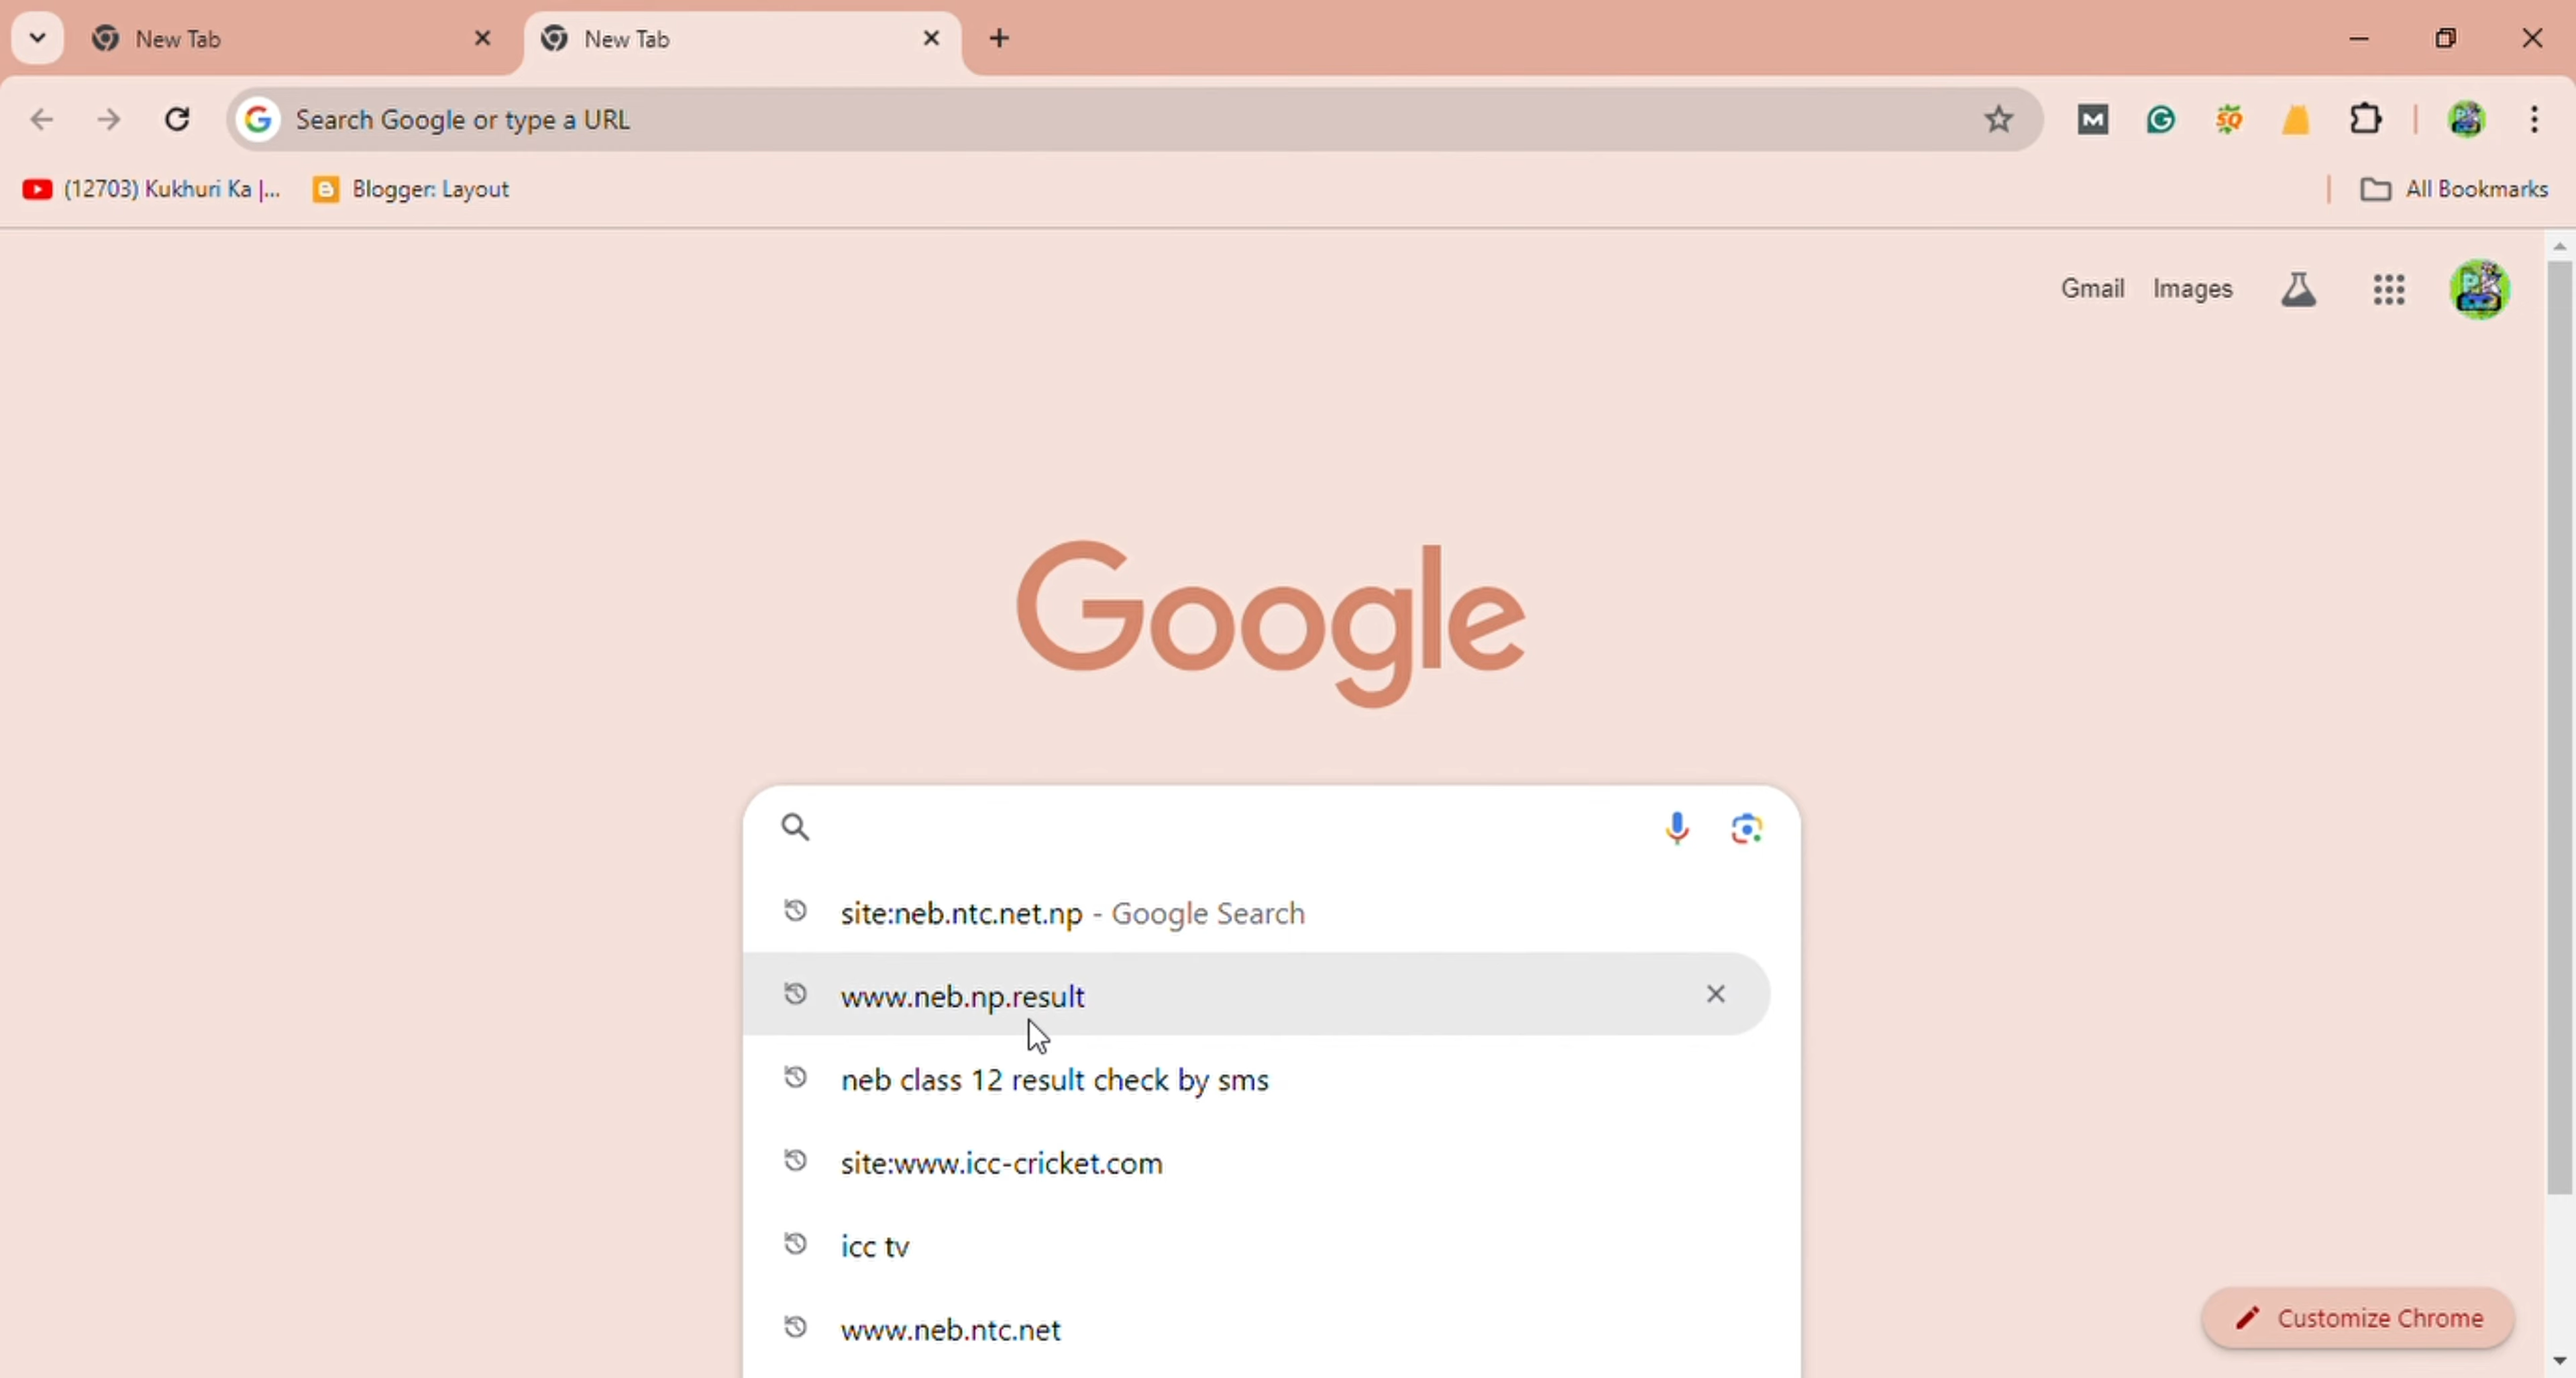 New Tab
New Tab
Search Google or type a URL
(12703) Kukhuri Ka |...
Blogger: Layout
All Bookmarks
Gmail
Images
Google
site:neb.ntc.net.np - Google Search
www.neb.np.result
neb class 12 result check by sms
site:www.icc-cricket.com
icc tv
www.neb.ntc.net
Customize Chrome